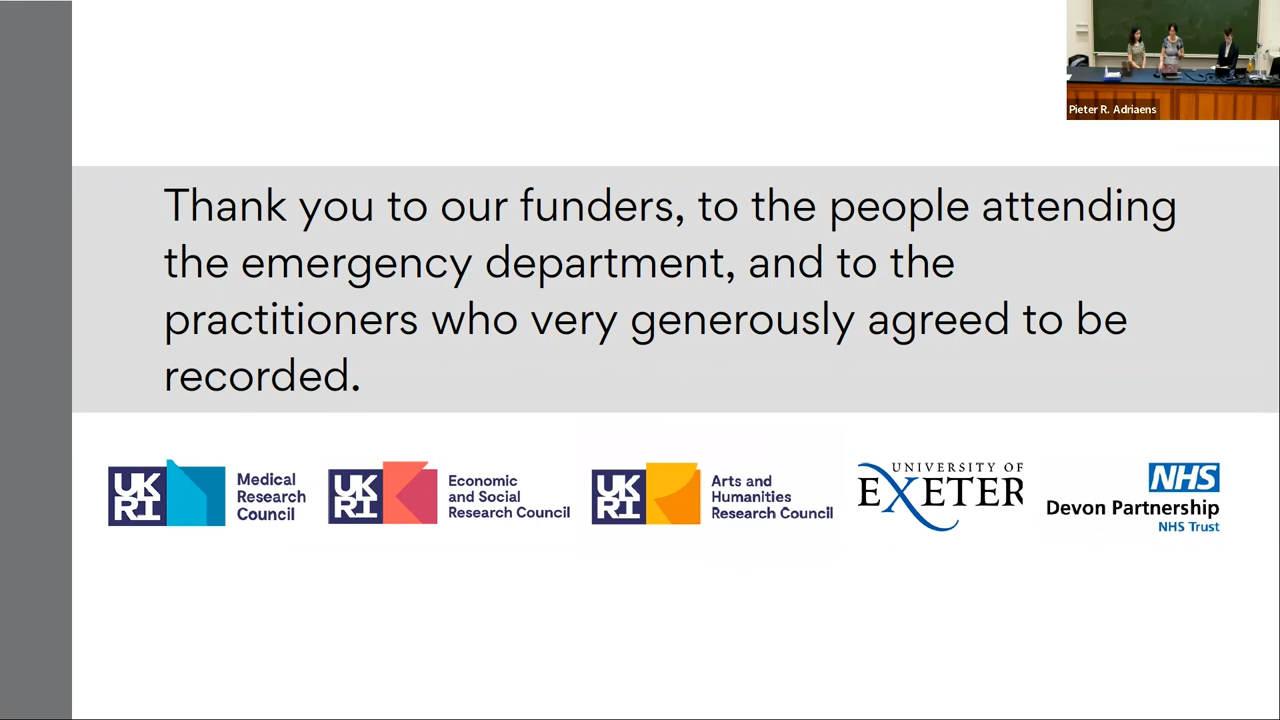 Pieter R. Adriaens
Thank you to our funders, to the people attending
the emergency department, and to the
practitioners who very generously agreed to be
recorded.
UK
RI
Medical
Research
Council
UK
RI
Economic
and Social
Research Council
UK
RI
Arts and
Humanities
Research Council
UNIVERSITY OF
EXETER
NHS
Devon Partnership
NHS Trust